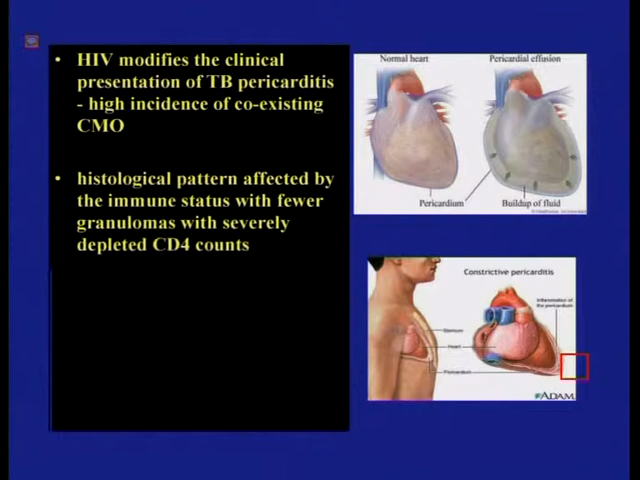 • HIV modifies the clinical
presentation of TB pericarditis
- high incidence of co-existing
CMO
• histological pattern affected by
the immune status with fewer
granulomas with severely
depleted CD4 counts
Normal heart
Pericardial effusion
Pericardium
Buildup of fluid
Constrictive pericarditis
Inflammation of
the pericardium
Sternum
Heart
Pericardium
ADAM.